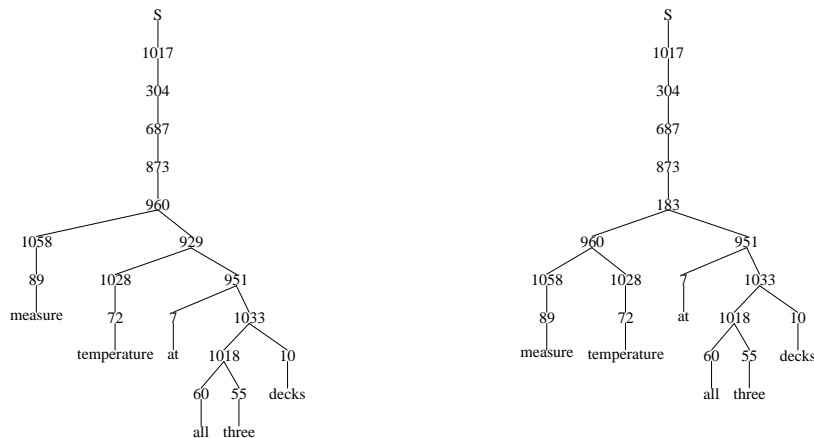 S S
1017 1017
304 304
687 687
873 873
960 183
1058 929 960 951
89 1028 951 1058 1028 7 1033
measure 72 7 1033 89 72 at 1018 10
temperature at 1018 10 measure temperature 60 55 decks
60 55 decks all three
all three